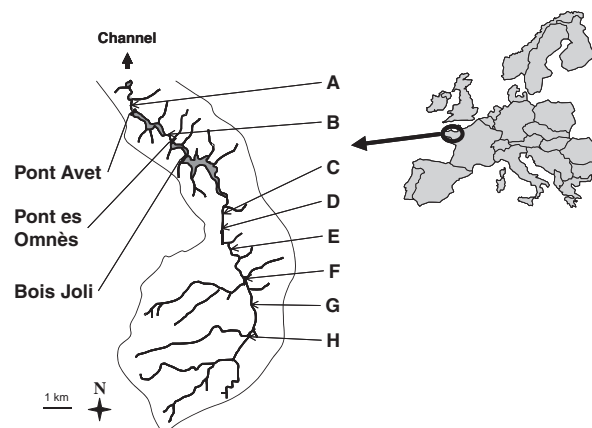 Channel
A
B
Pont Avet
C
Pont es
Omnès
D
E
Bois Joli
F
G
H
1 km
N